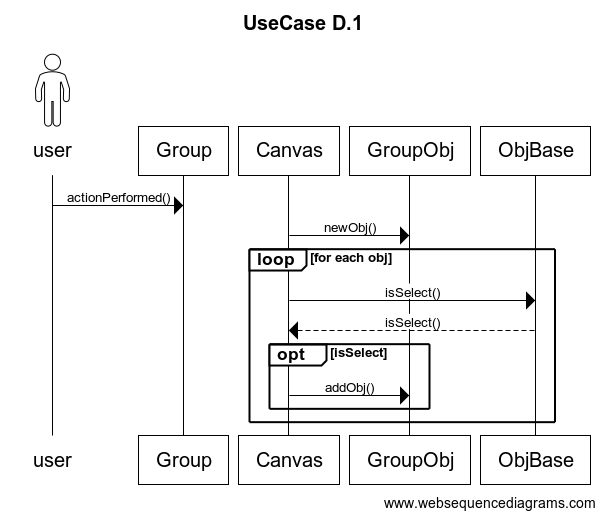 UseCase D.1
user Group Canvas GroupObj ObjBase
actionPerformed()
newObj()
loop [for each obj]
isSelect()
isSelect()
opt [isSelect]
addObj()
user Group Canvas GroupObj ObjBase
www.websequencediagrams.com